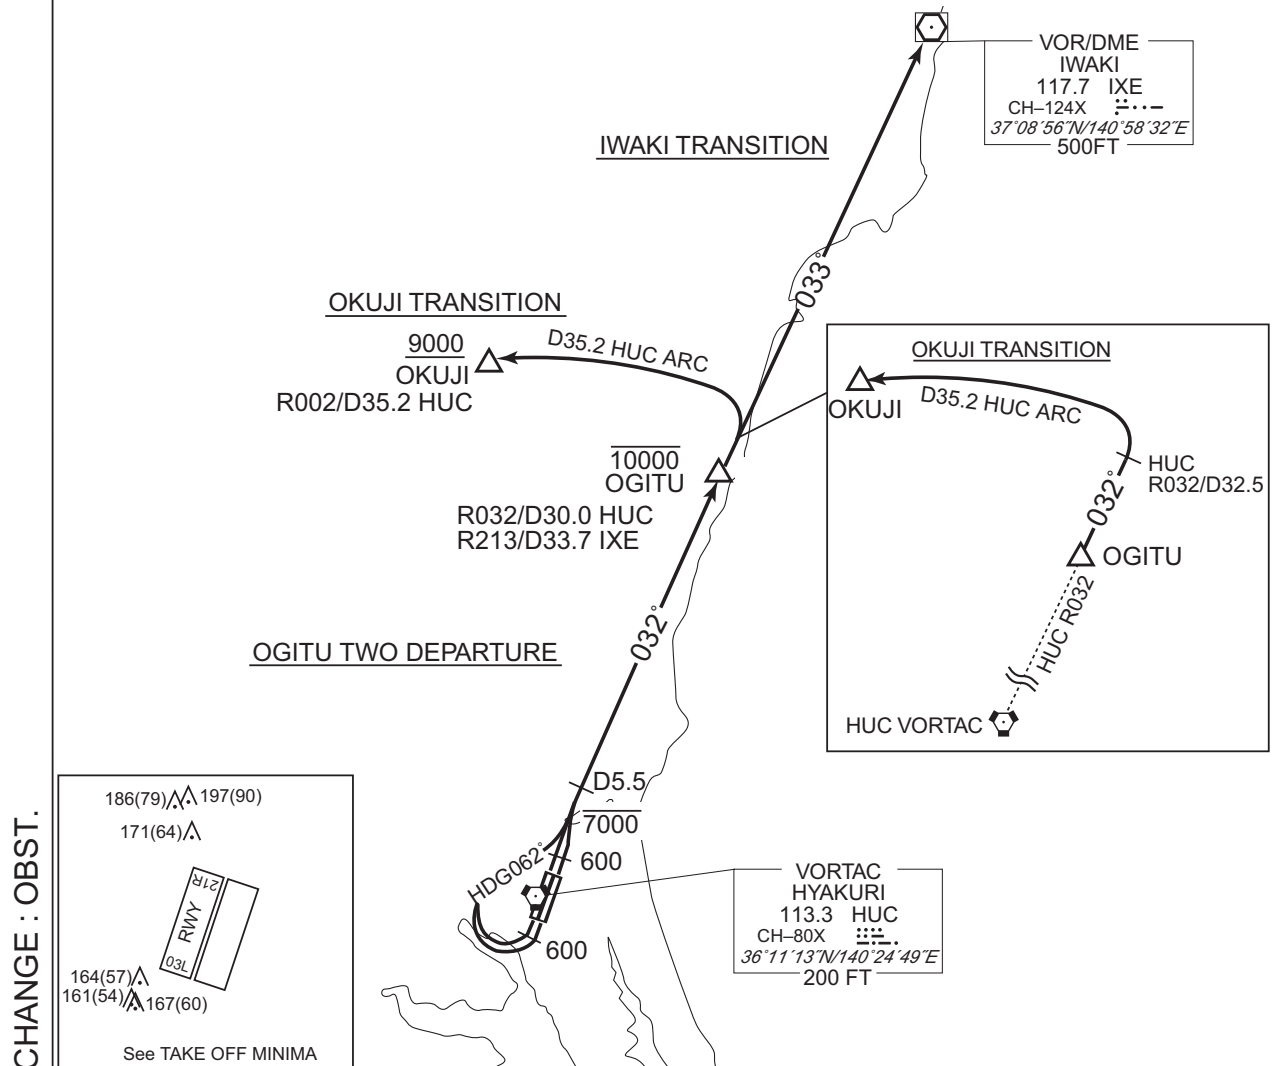 VOR/DME
IWAKI
117.7 IXE
CH–124X
37°08´56˝N/140°58´32˝E
500FT
IWAKI TRANSITION
033°
OKUJI TRANSITION
9000
OKUJI
R002/D35.2 HUC
D35.2 HUC ARC
OKUJI TRANSITION
OKUJI
D35.2 HUC ARC
HUC
R032/D32.5
032°
OGITU
HUC R032
HUC VORTAC
10000
OGITU
R032/D30.0 HUC
R213/D33.7 IXE
032°
OGITU TWO DEPARTURE
D5.5
7000
600
HDG062°
600
VORTAC
HYAKURI
113.3 HUC
CH–80X
36°11´13˝N/140°24´49˝E
200 FT
186(79)
197(90)
171(64)
21R
RWY
03L
164(57)
161(54)
167(60)
See TAKE OFF MINIMA
CHANGE : OBST.